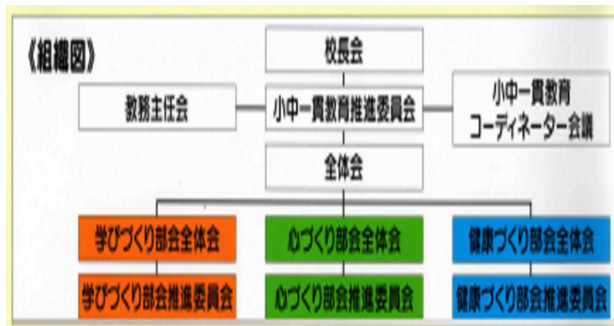 《組織図》
校長会
教務主任会
小中一貫教育推進委員会
小中一貫教育
コーディネーター会議
全体会
学びづくり部会全体会
心づくり部会全体会
健康づくり部会全体会
学びづくり部会推進委員会
心づくり部会推進委員会
健康づくり部会推進委員会